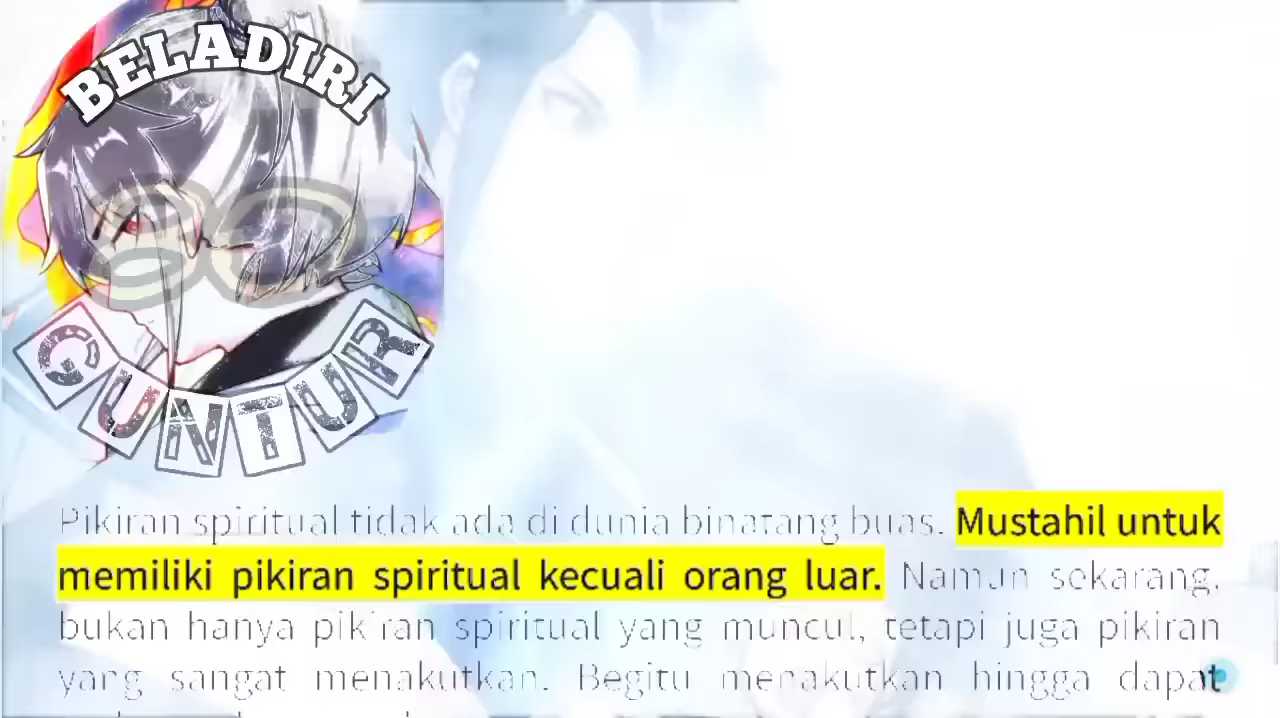 BELADIRI
GUNTUR
Pikiran spiritual tidak ada di dunia binatang buas. Mustahil untuk
memiliki pikiran spiritual kecuali orang luar. Namun sekarang,
bukan hanya pikiran spiritual yang muncul, tetapi juga pikiran
yang sangat menakutkan. Begitu menakutkan hingga dapat